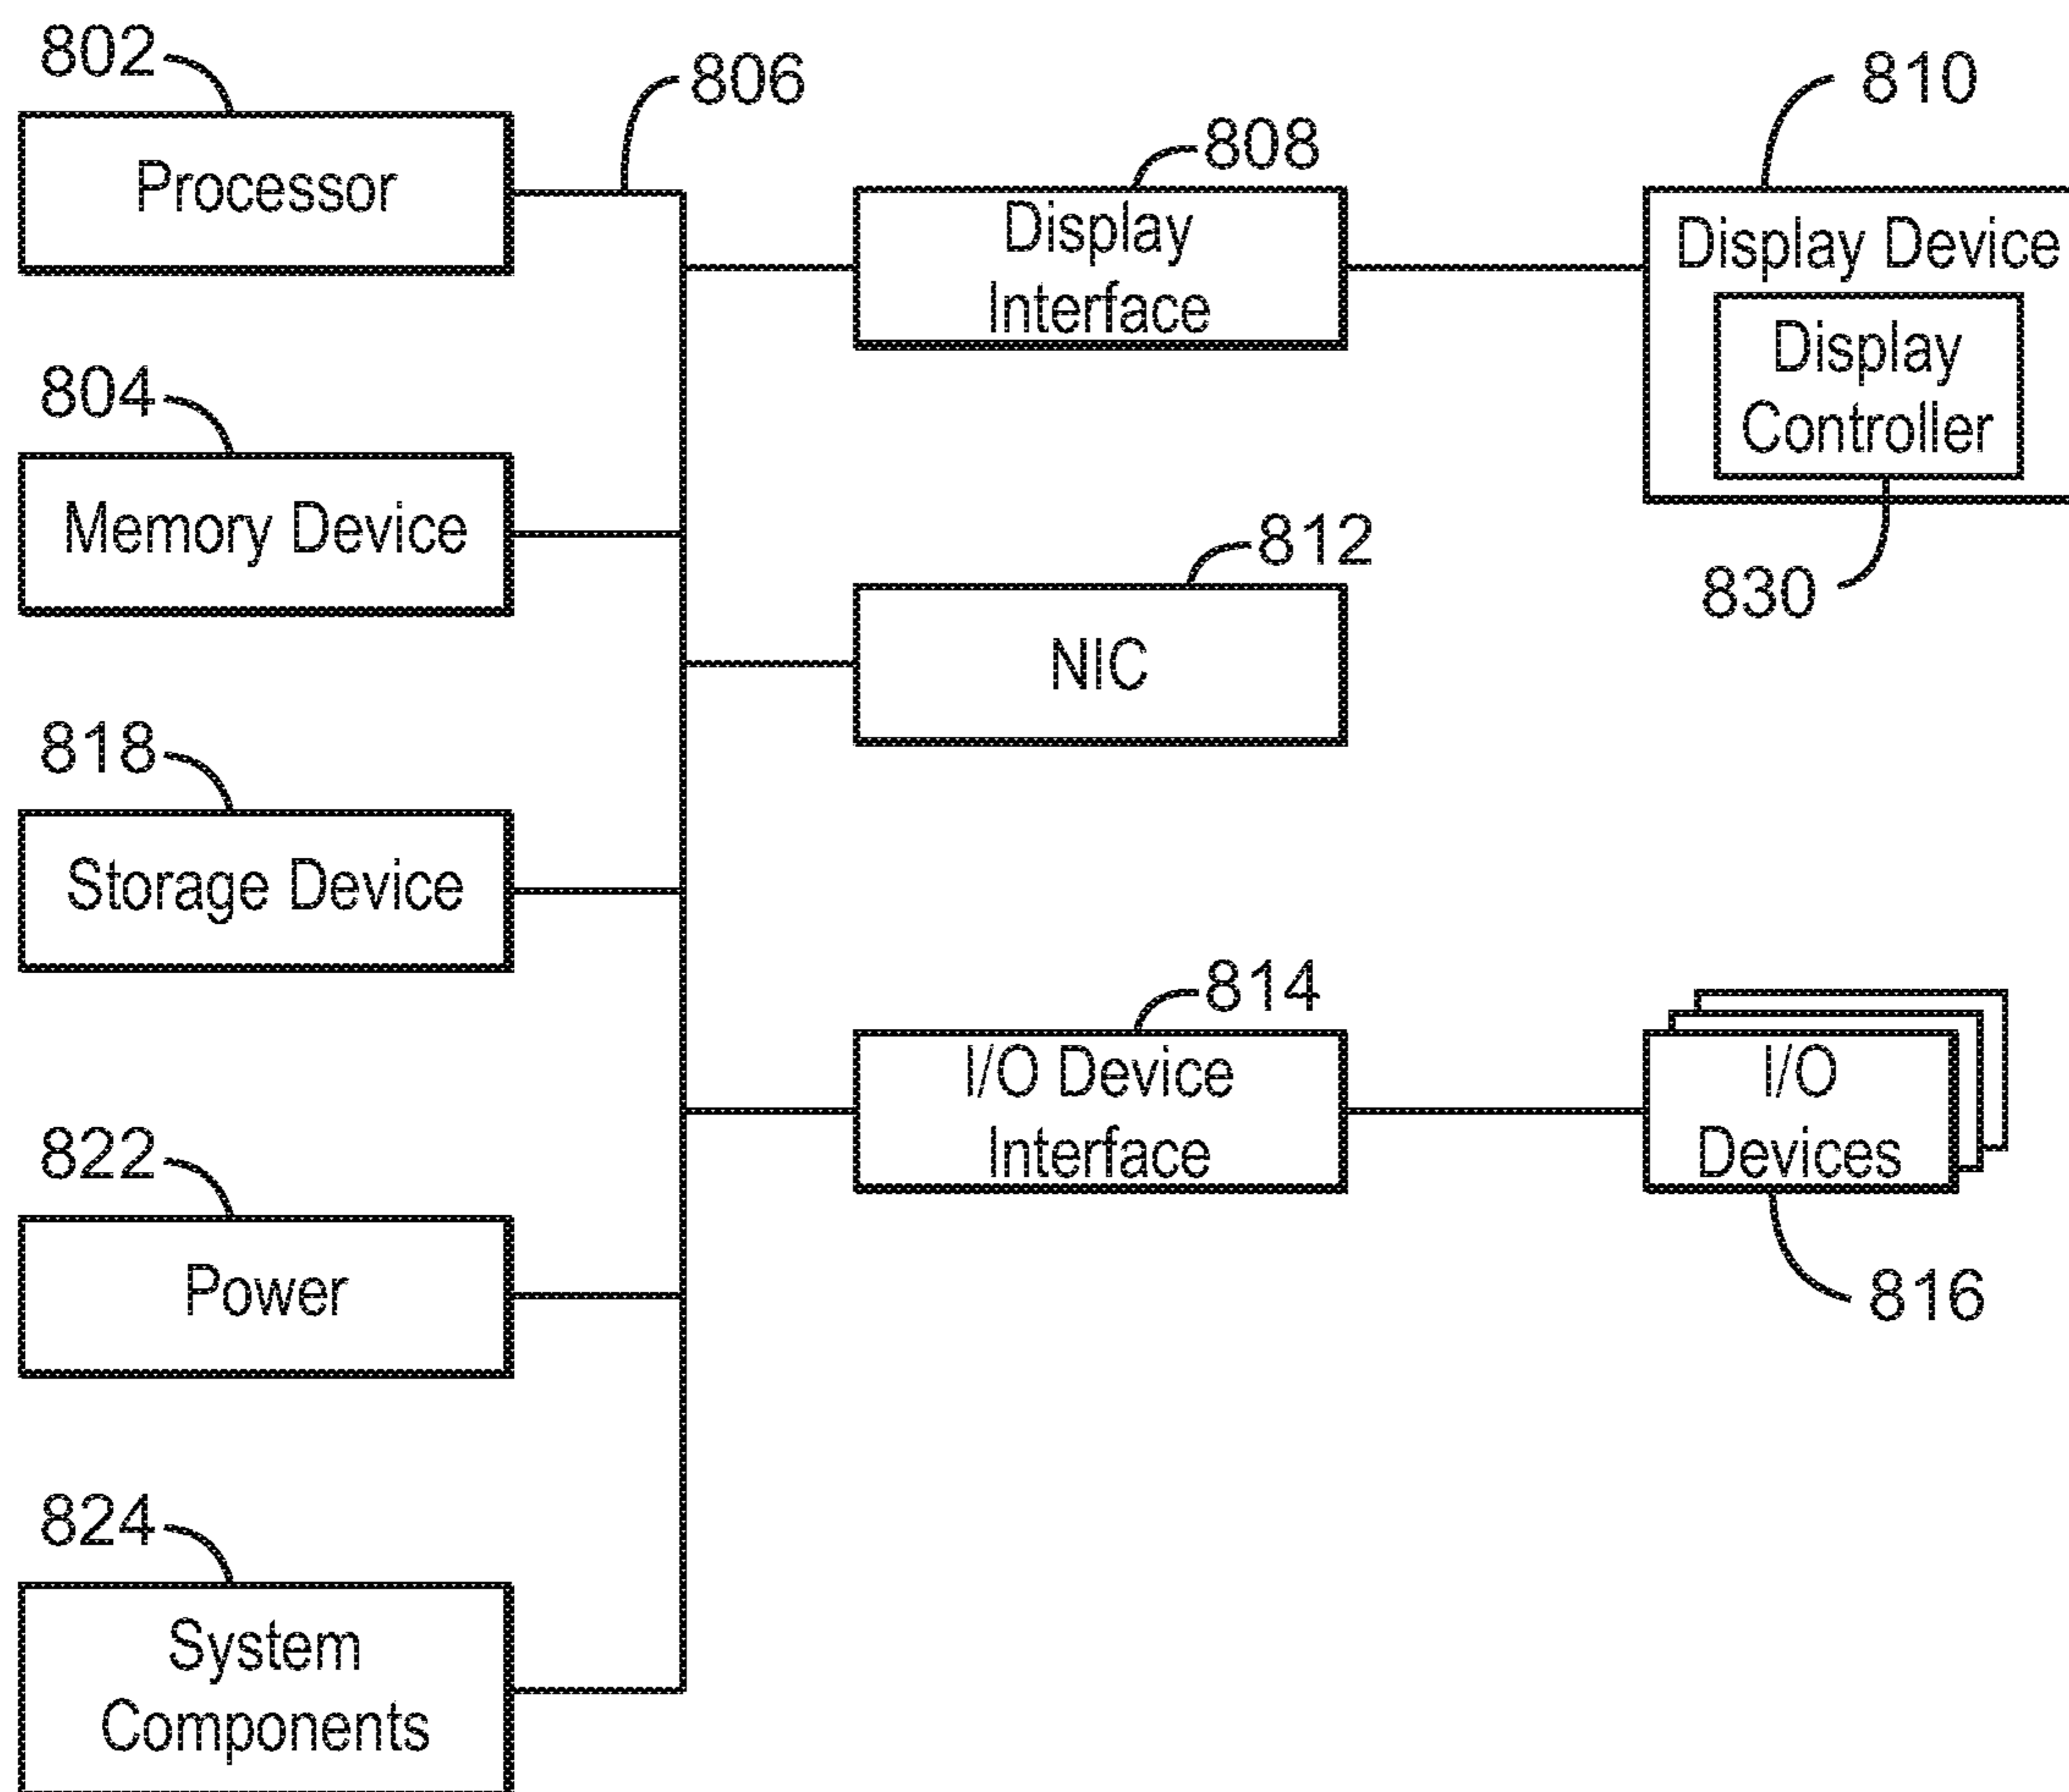 802
Processor
806
808
Display
Interface
810
Display Device
Display
Controller
830
804
Memory Device
812
NIC
818
Storage Device
814
I/O Device
Interface
I/O
Devices
816
822
Power
824
System
Components